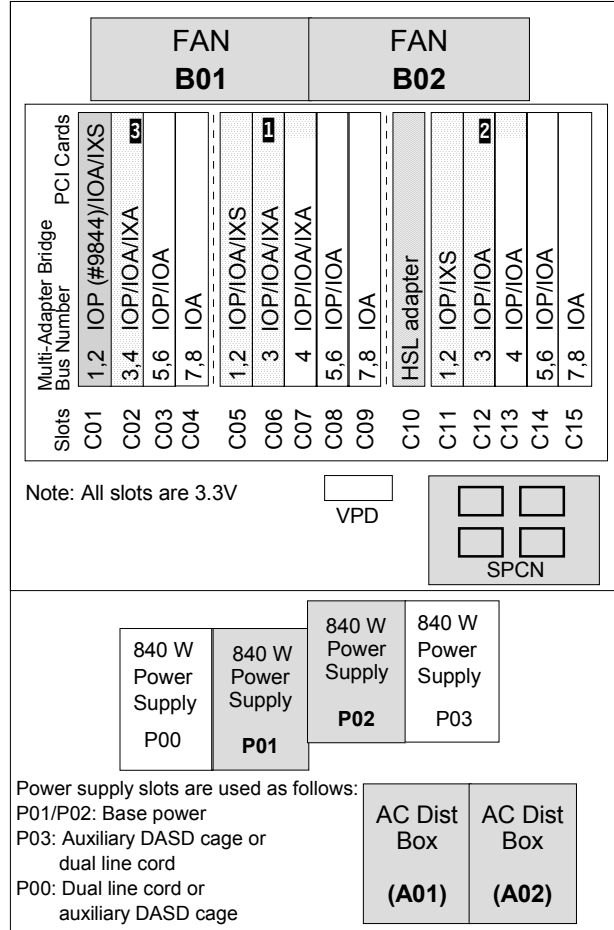 FAN
B01
FAN
B02
Slots
Multi-Adapter Bridge
Bus Number
PCI Cards
C01 1,2 IOP (#9844)/IOA/IXS
C02 3,4 IOP/IOA/IXA 3
C03 5,6 IOP/IOA
C04 7,8 IOA
C05 1,2 IOP/IOA/IXS
C06 3 IOP/IOA/IXA 1
C07 4 IOP/IOA/IXA
C08 5,6 IOP/IOA
C09 7,8 IOA
C10 HSL adapter
C11 1,2 IOP/IXS
C12 3 IOP/IOA 2
C13 4 IOP/IOA
C14 5,6 IOP/IOA
C15 7,8 IOA
Note: All slots are 3.3V
VPD
SPCN
840 W
Power
Supply
P00
840 W
Power
Supply
P01
840 W
Power
Supply
P02
840 W
Power
Supply
P03
Power supply slots are used as follows:
P01/P02: Base power
P03: Auxiliary DASD cage or
dual line cord
P00: Dual line cord or
auxiliary DASD cage
AC Dist
Box
(A01)
AC Dist
Box
(A02)